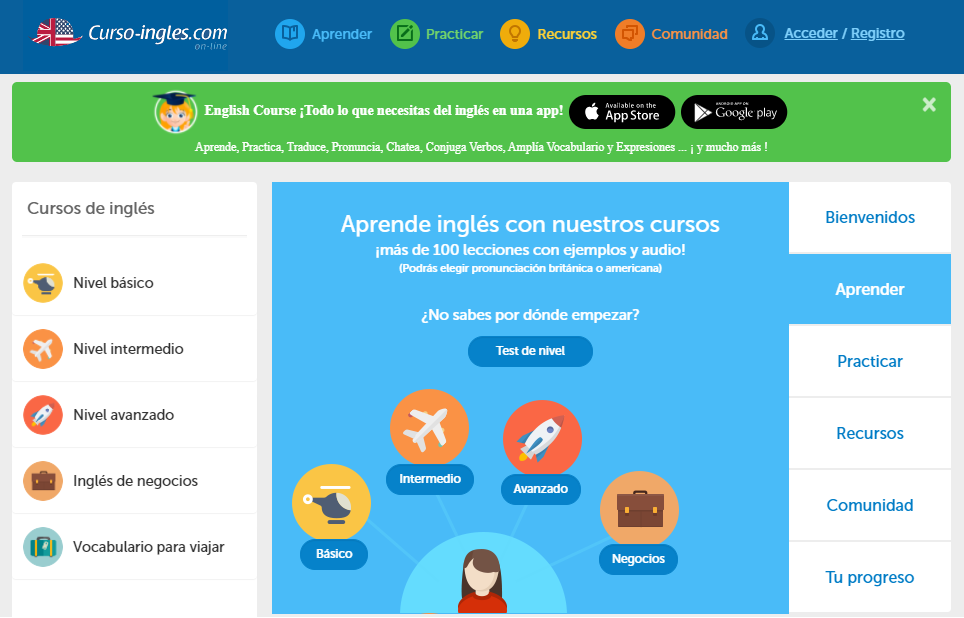 Curso-ingles.com
on-line
Aprender
Practicar
Recursos
Comunidad
Acceder / Registro
English Course ¡Todo lo que necesitas del inglés en una app!
Available on the
App Store
ANDROID APP ON
Google play
Aprende, Practica, Traduce, Pronuncia, Chatea, Conjuga Verbos, Amplía Vocabulario y Expresiones ... ¡ y mucho más !
Cursos de inglés
Nivel básico
Nivel intermedio
Nivel avanzado
Inglés de negocios
Vocabulario para viajar
Aprende inglés con nuestros cursos
¡más de 100 lecciones con ejemplos y audio!
(Podrás elegir pronunciación británica o americana)
¿No sabes por dónde empezar?
Test de nivel
Intermedio
Avanzado
Básico
Negocios
Bienvenidos
Aprender
Practicar
Recursos
Comunidad
Tu progreso